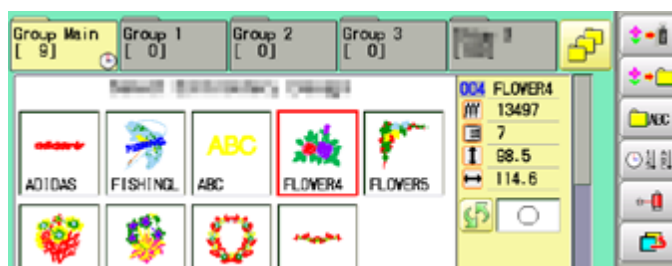 Group Main
[ 9]
Group 1
[ 0]
Group 2
[ 0]
Group 3
[ 0]
004 FLOWER4
13497
7
98.5
114.6
ADIDAS
FISHINGL
ABC
ABC
FLOWER4
FLOWER5
ABC